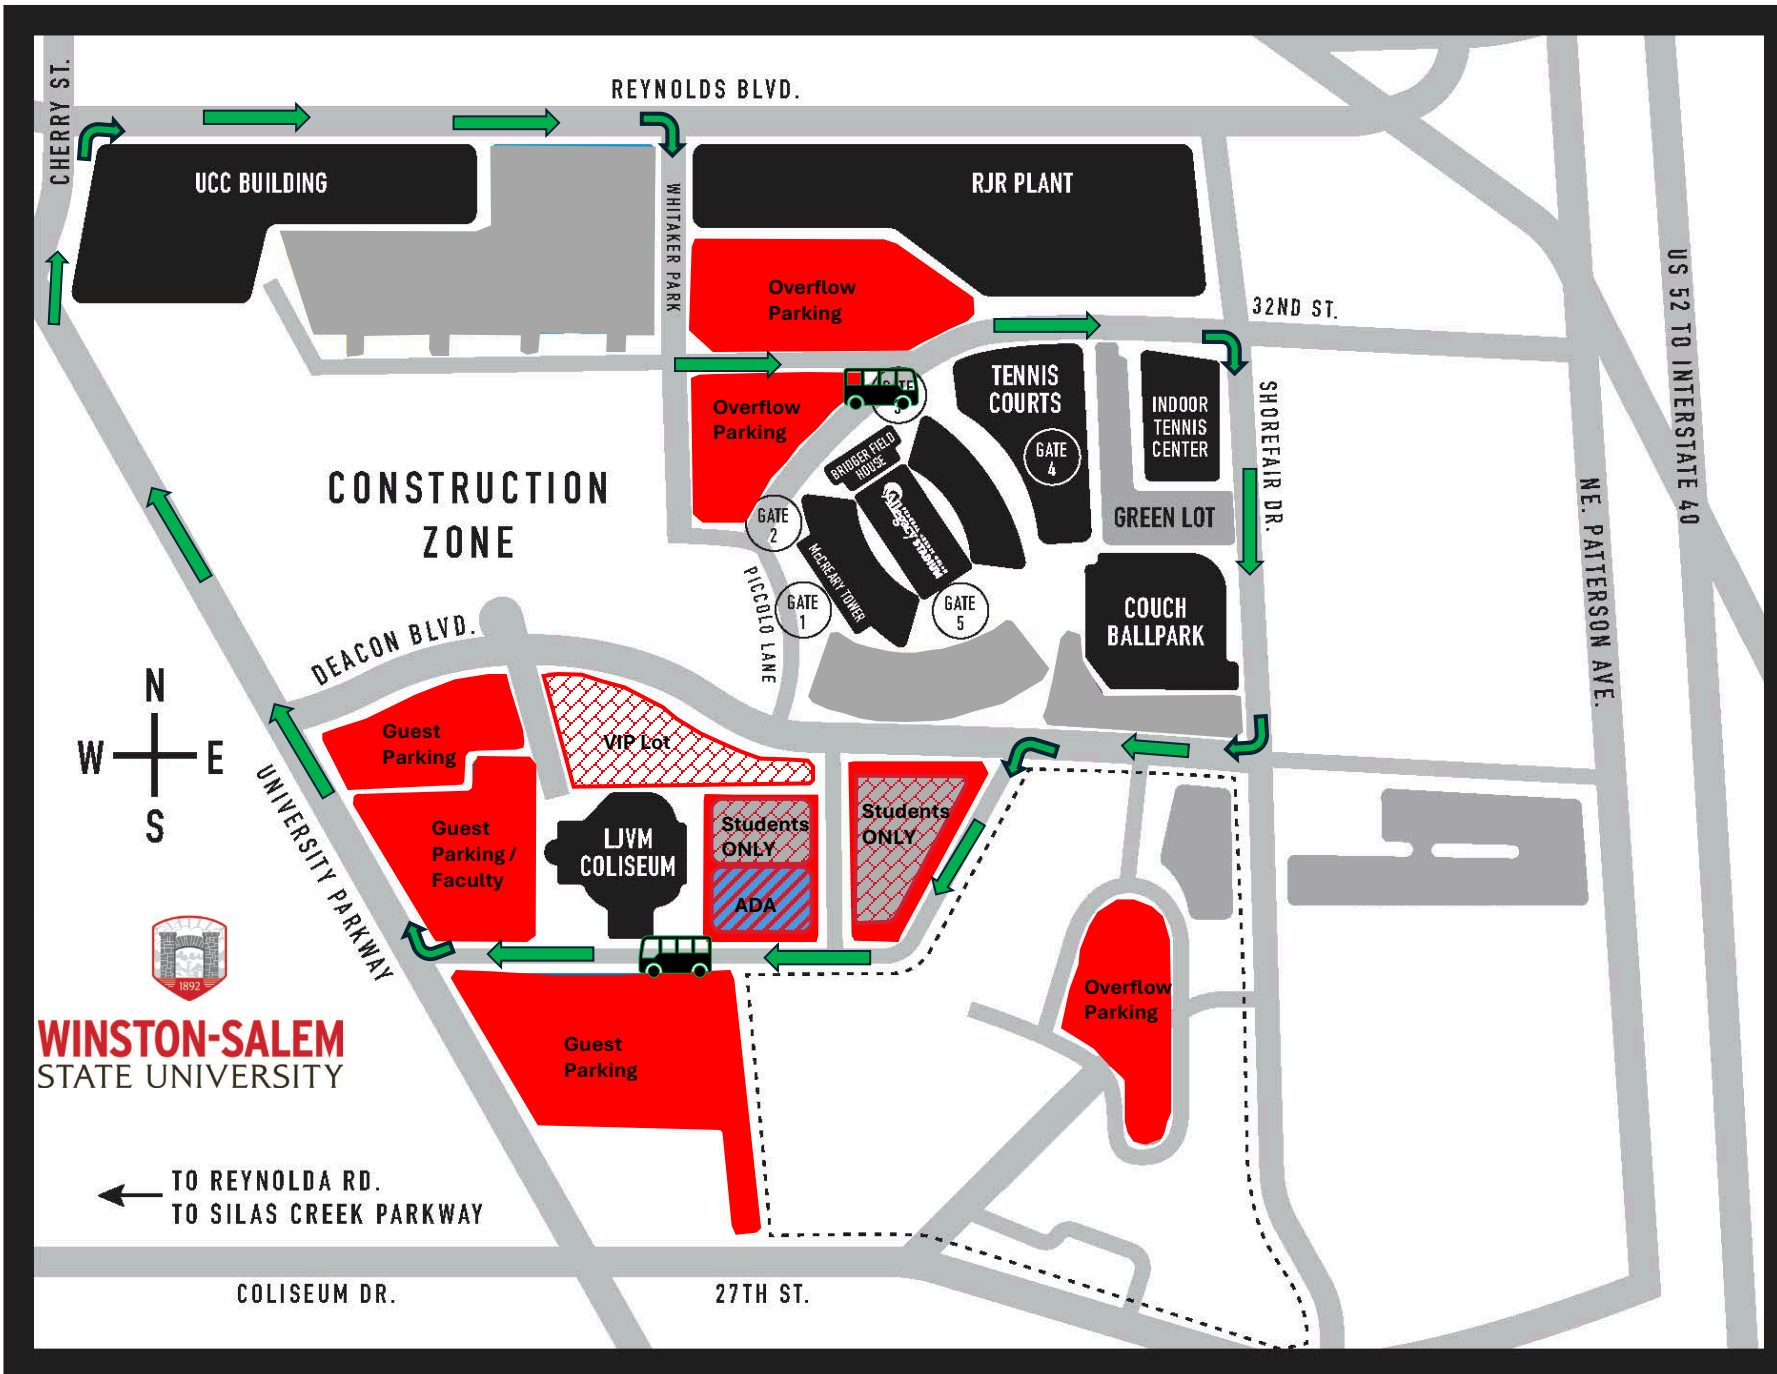 REYNOLDS BLVD.
CHERRY ST.
UCC BUILDING
RJR PLANT
WHITAKER PARK
Overflow
Parking
32ND ST.
US 52 TO INTERSTATE 40
TENNIS
COURTS
GATE
4
INDOOR
TENNIS
CENTER
SHOREFAIR DR.
Overflow
Parking
3
BRIDGER FIELD
HOUSE
CONSTRUCTION
ZONE
GATE
2
Allegacy STADIUM
GREEN LOT
NE. PATTERSON AVE.
McCREARY TOWER
PICCOLO LANE
GATE
1
GATE
5
COUCH
BALLPARK
DEACON BLVD.
N
W
E
S
Guest
Parking
VIP Lot
UNIVERSITY PARKWAY
Guest
Parking /
Faculty
LJVM
COLISEUM
Students
ONLY
ADA
Students
ONLY
1892
WINSTON-SALEM
STATE UNIVERSITY
Overflow
Parking
Guest
Parking
TO REYNOLDA RD.
TO SILAS CREEK PARKWAY
COLISEUM DR.
27TH ST.